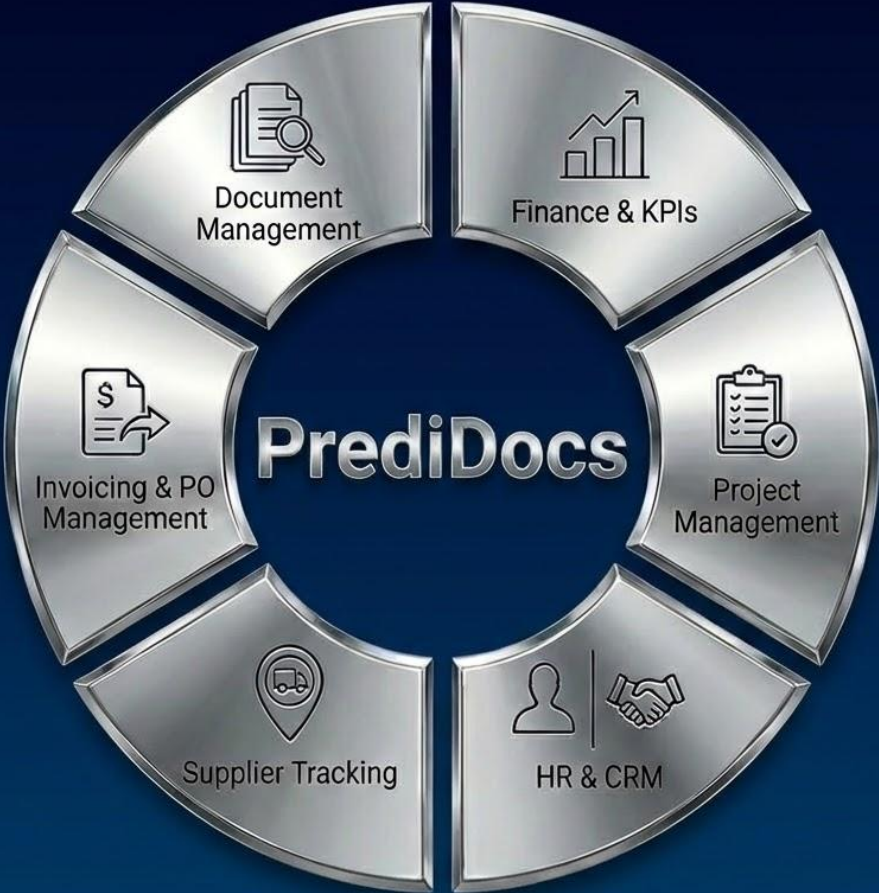 Document
Management
Finance & KPIs
$
Invoicing & PO
Management
PrediDocs
Project
Management
Supplier Tracking
HR & CRM